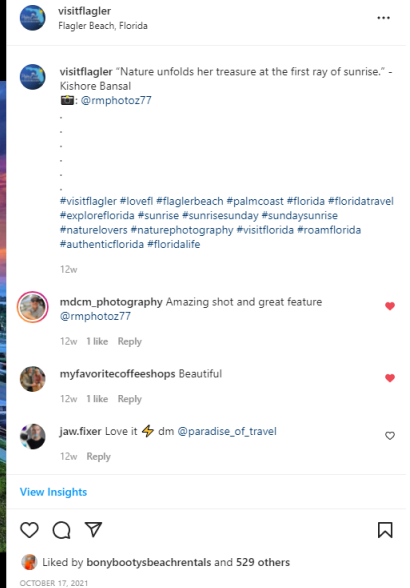 visitflagler
Flagler Beach, Florida
visitflagler “Nature unfolds her treasure at the first ray of sunrise.” -
Kishore Bansal
📸: @rmphotoz77
.
.
.
.
.
.
#visitflagler #lovefl #flaglerbeach #palmcoast #florida #floridatravel
#exploreflorida #sunrise #sunrisesunday #sundaysunrise
#naturelovers #naturephotography #visitflorida #roamflorida
#authenticflorida #floridalife
12w
mdcm_photography Amazing shot and great feature
@rmphotoz77
12w 1 like Reply
myfavoritecoffeeshops Beautiful
12w 1 like Reply
jaw.fixer Love it ⚡ dm @paradise_of_travel
12w Reply
View Insights
Liked by bonybootysbeachrentals and 529 others
OCTOBER 17, 2021